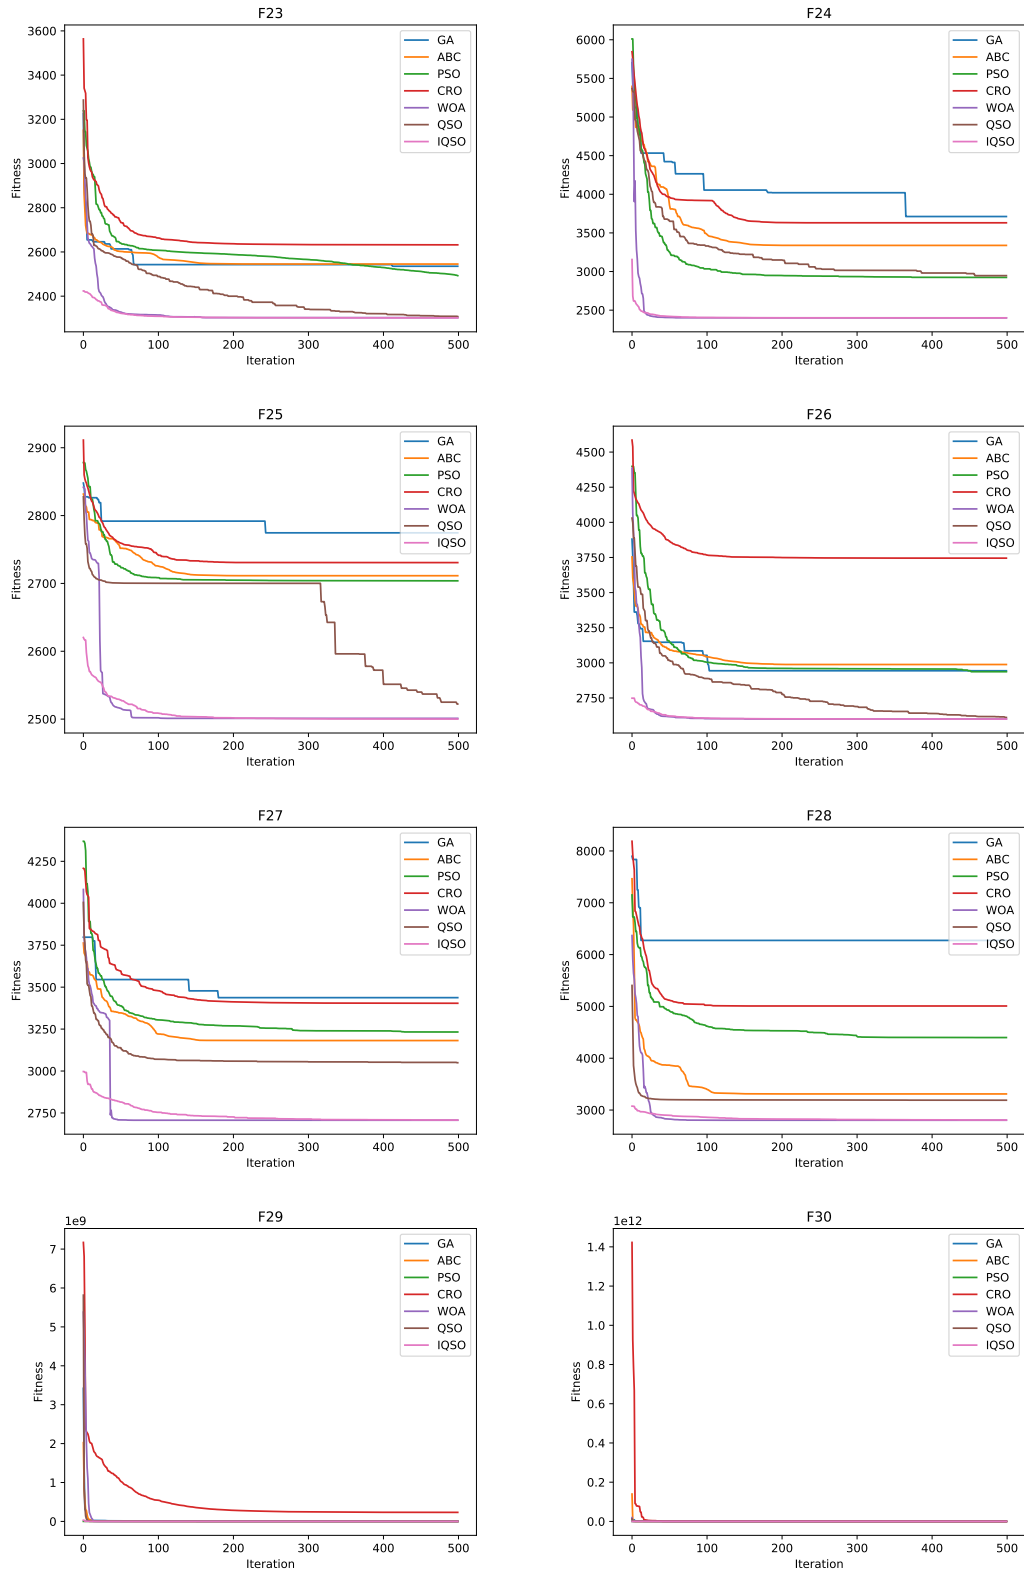 F23
3600
3400
3200
3000
2800
2600
2400
Fitness
0 100 200 300 400 500
Iteration
GA
ABC
PSO
CRO
WOA
QSO
IQSO
F24
6000
5500
5000
4500
4000
3500
3000
2500
Fitness
0 100 200 300 400 500
Iteration
GA
ABC
PSO
CRO
WOA
QSO
IQSO
F25
2900
2800
2700
2600
2500
Fitness
0 100 200 300 400 500
Iteration
GA
ABC
PSO
CRO
WOA
QSO
IQSO
F26
4500
4250
4000
3750
3500
3250
3000
2750
Fitness
0 100 200 300 400 500
Iteration
GA
ABC
PSO
CRO
WOA
QSO
IQSO
F27
4250
4000
3750
3500
3250
3000
2750
Fitness
0 100 200 300 400 500
Iteration
GA
ABC
PSO
CRO
WOA
QSO
IQSO
F28
8000
7000
6000
5000
4000
3000
Fitness
0 100 200 300 400 500
Iteration
GA
ABC
PSO
CRO
WOA
QSO
IQSO
F29
1e9
7
6
5
4
3
2
1
0
Fitness
0 100 200 300 400 500
Iteration
GA
ABC
PSO
CRO
WOA
QSO
IQSO
F30
1e12
1.4
1.2
1.0
0.8
0.6
0.4
0.2
0.0
Fitness
0 100 200 300 400 500
Iteration
GA
ABC
PSO
CRO
WOA
QSO
IQSO